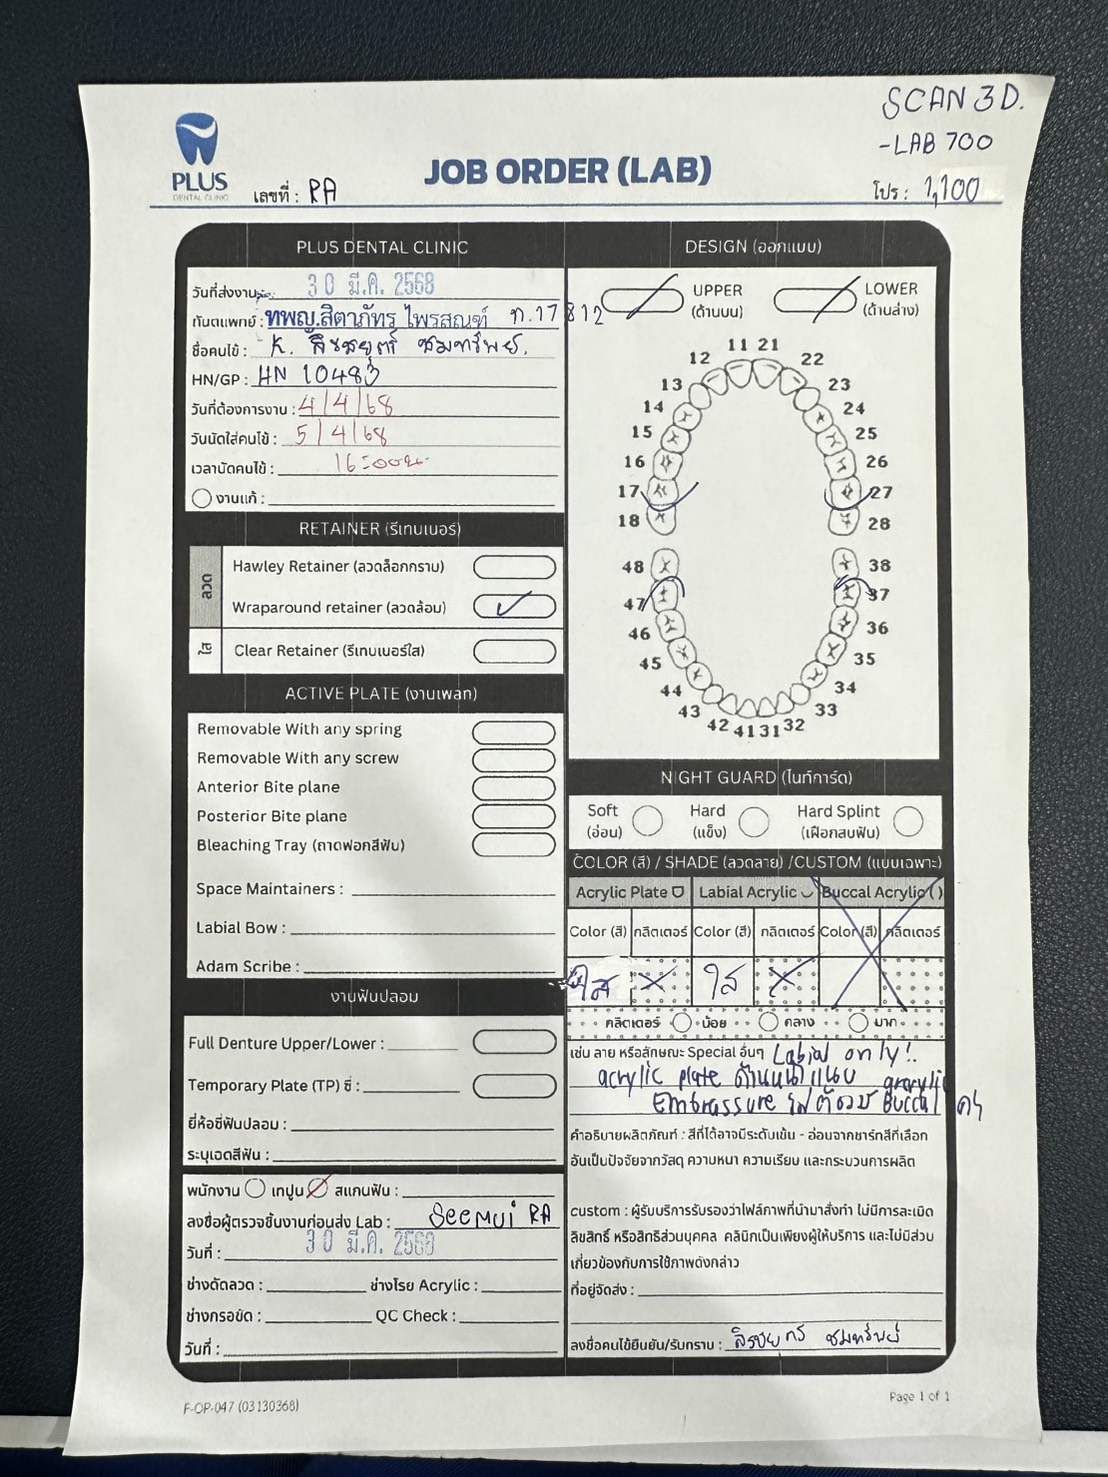 SCAN 3D.
-LAB 700
PLUS
DENTAL CLINIC
เลขที่ : RA
JOB ORDER (LAB)
โปร : 1,100
PLUS DENTAL CLINIC
วันที่ส่งงาน: 30 มี.ค. 2568
ทันตแพทย์ : ทพญ.สิตาภัทร ไพรสณฑ์ ท.17812
ชื่อคนไข้ : K.
HN/GP : HN 10483
วันที่ต้องการงาน : 4/4/68
วันนัดใส่คนไข้ : 5/4/68
เวลานัดคนไข้ : 16:00น.
งานแก้ :
RETAINER (รีเทนเนอร์)
ลวด
Hawley Retainer (ลวดล็อกกราม)
Wraparound retainer (ลวดล้อม)
ใส
Clear Retainer (รีเทนเนอร์ใส)
ACTIVE PLATE (งานเพลท)
Removable With any spring
Removable With any screw
Anterior Bite plane
Posterior Bite plane
Bleaching Tray (ถาดฟอกสีฟัน)
Space Maintainers :
Labial Bow :
Adam Scribe :
งานฟันปลอม
Full Denture Upper/Lower :
Temporary Plate (TP) ซี่ :
ยี่ห้อซี่ฟันปลอม :
ระบุเฉดสีฟัน :
พนักงาน เทปูน สแกนฟัน :
ลงชื่อผู้ตรวจชิ้นงานก่อนส่ง Lab : Seemui RA
วันที่ : 30 มี.ค. 2568
ช่างดัดลวด : ช่างโรย Acrylic :
ช่างกรอขัด : QC Check :
วันที่ :
DESIGN (ออกแบบ)
UPPER
(ด้านบน)
LOWER
(ด้านล่าง)
11 21
12 22
13 23
14 24
15 25
16 26
17 27
18 28
48 38
47 37
46 36
45 35
44 34
43 33
42 41 31 32
NIGHT GUARD (ไนท์การ์ด)
Soft
(อ่อน)
Hard
(แข็ง)
Hard Splint
(เฝือกสบฟัน)
COLOR (สี) / SHADE (ลวดลาย) /CUSTOM (แบบเฉพาะ)
Acrylic Plate Labial Acrylic Buccal Acrylic ( )
Color (สี) กลิตเตอร์ Color (สี) กลิตเตอร์ Color (สี) กลิตเตอร์
ใส ใส
กลิตเตอร์ น้อย กลาง มาก
เช่น ลาย หรือลักษณะ Special อื่นๆ Labial only!.
acrylic plate ด้านหน้าแนบ
Embrassure ไม่ต้อง Buccal
คำอธิบายผลิตภัณฑ์ : สีที่ได้อาจมีระดับเข้ม - อ่อนจากชาร์ทสีที่เลือก
อันเป็นปัจจัยจากวัสดุ ความหนา ความเรียบ และกระบวนการผลิต
custom : ผู้รับบริการรับรองว่าไฟล์ภาพที่นำมาสั่งทำ ไม่มีการละเมิด
ลิขสิทธิ์ หรือสิทธิส่วนบุคคล คลินิกเป็นเพียงผู้ให้บริการ และไม่มีส่วน
เกี่ยวข้องกับการใช้ภาพดังกล่าว
ที่อยู่จัดส่ง :
ลงชื่อคนไข้ยืนยัน/รับทราบ :
F-OP-047 (03130368)
Page 1 of 1